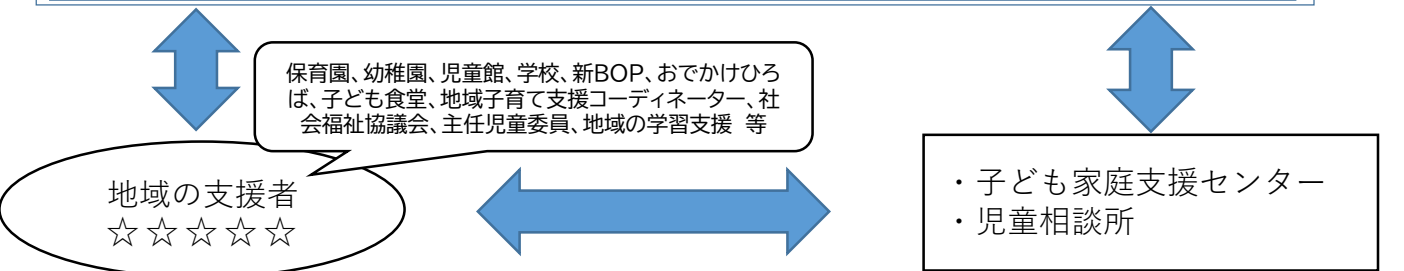 保育園、幼稚園、児童館、学校、新BOP、おでかけひろ
ば、子ども食堂、地域子育て支援コーディネーター、社
会福祉協議会、主任児童委員、地域の学習支援 等
地域の支援者
☆☆☆☆☆
・子ども家庭支援センター
・児童相談所